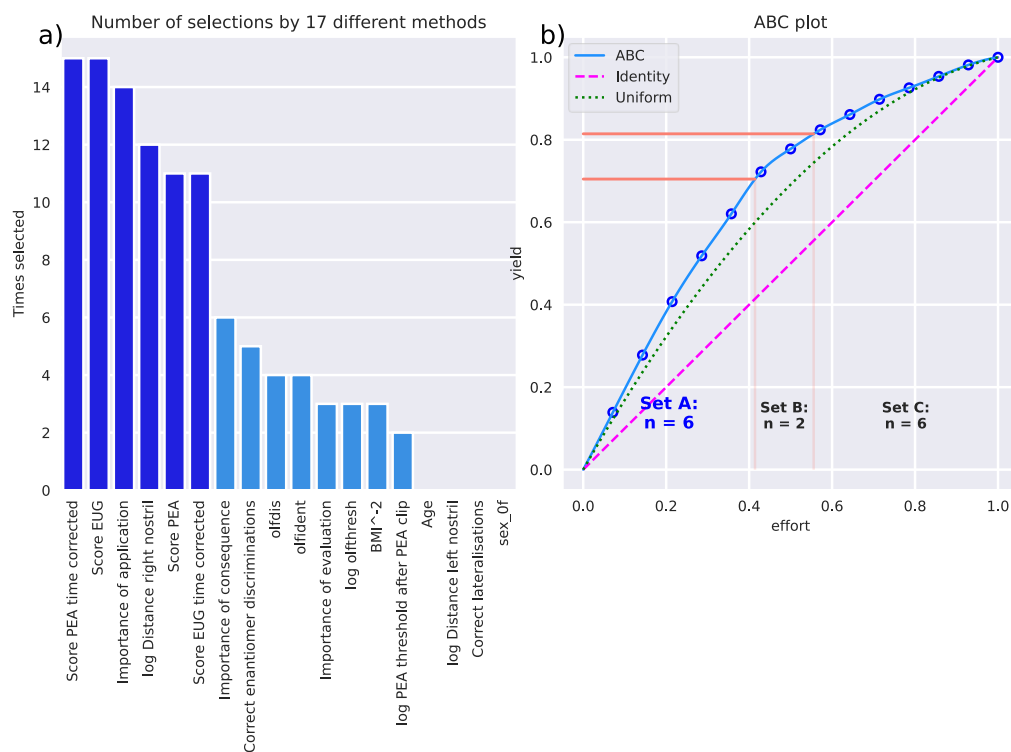 a)
Number of selections by 17 different methods
Times selected
14
12
10
8
6
4
2
0
Score PEA time corrected
Score EUG
Importance of application
log Distance right nostril
Score PEA
Score EUG time corrected
Importance of consequence
Correct enantiomer discriminations
olfdis
olfident
Importance of evaluation
log olfthresh
BMI^-2
log PEA threshold after PEA clip
Age
log Distance left nostril
Correct lateralisations
sex_0f
b)
ABC plot
ABC
Identity
Uniform
yield
1.0
0.8
0.6
0.4
0.2
0.0
Set A:
n = 6
Set B:
n = 2
Set C:
n = 6
0.0 0.2 0.4 0.6 0.8 1.0
effort